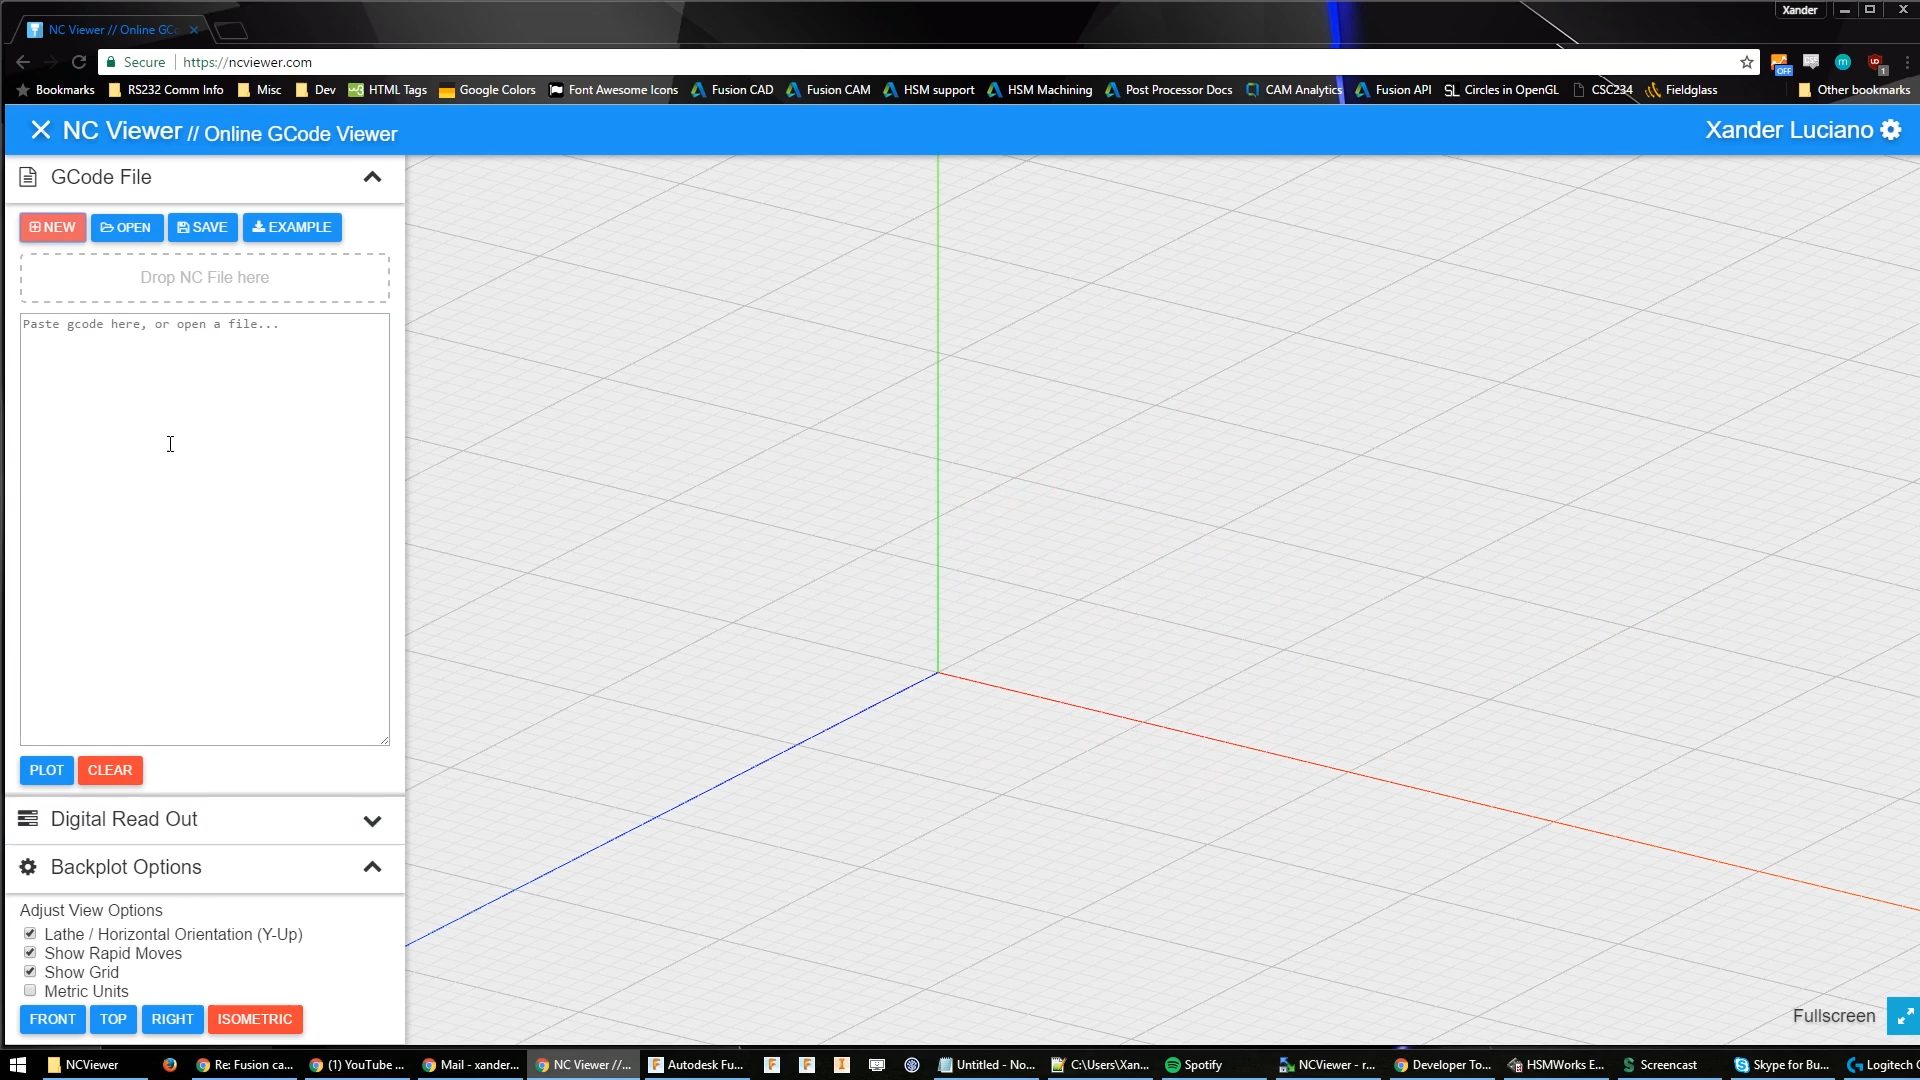 Xander
NC Viewer // Online GC
Secure
https://ncviewer.com
OFF
1
Bookmarks
RS232 Comm Info
Misc
Dev
HTML Tags
Google Colors
Font Awesome Icons
Fusion CAD
Fusion CAM
HSM support
HSM Machining
Post Processor Docs
CAM Analytics
Fusion API
SL Circles in OpenGL
CSC234
Fieldglass
Other bookmarks
NC Viewer // Online GCode Viewer
Xander Luciano
GCode File
NEW
OPEN
SAVE
EXAMPLE
Drop NC File here
Paste gcode here, or open a file...
PLOT
CLEAR
Digital Read Out
Backplot Options
Adjust View Options
Lathe / Horizontal Orientation (Y-Up)
Show Rapid Moves
Show Grid
Metric Units
FRONT
TOP
RIGHT
ISOMETRIC
Fullscreen
NCViewer
Re: Fusion ca...
(1) YouTube ...
Mail - xander...
NC Viewer //...
Autodesk Fu...
Untitled - No...
C:\Users\Xan...
Spotify
NCViewer - r...
Developer To...
HSMWorks E...
Screencast
Skype for Bu...
Logitech